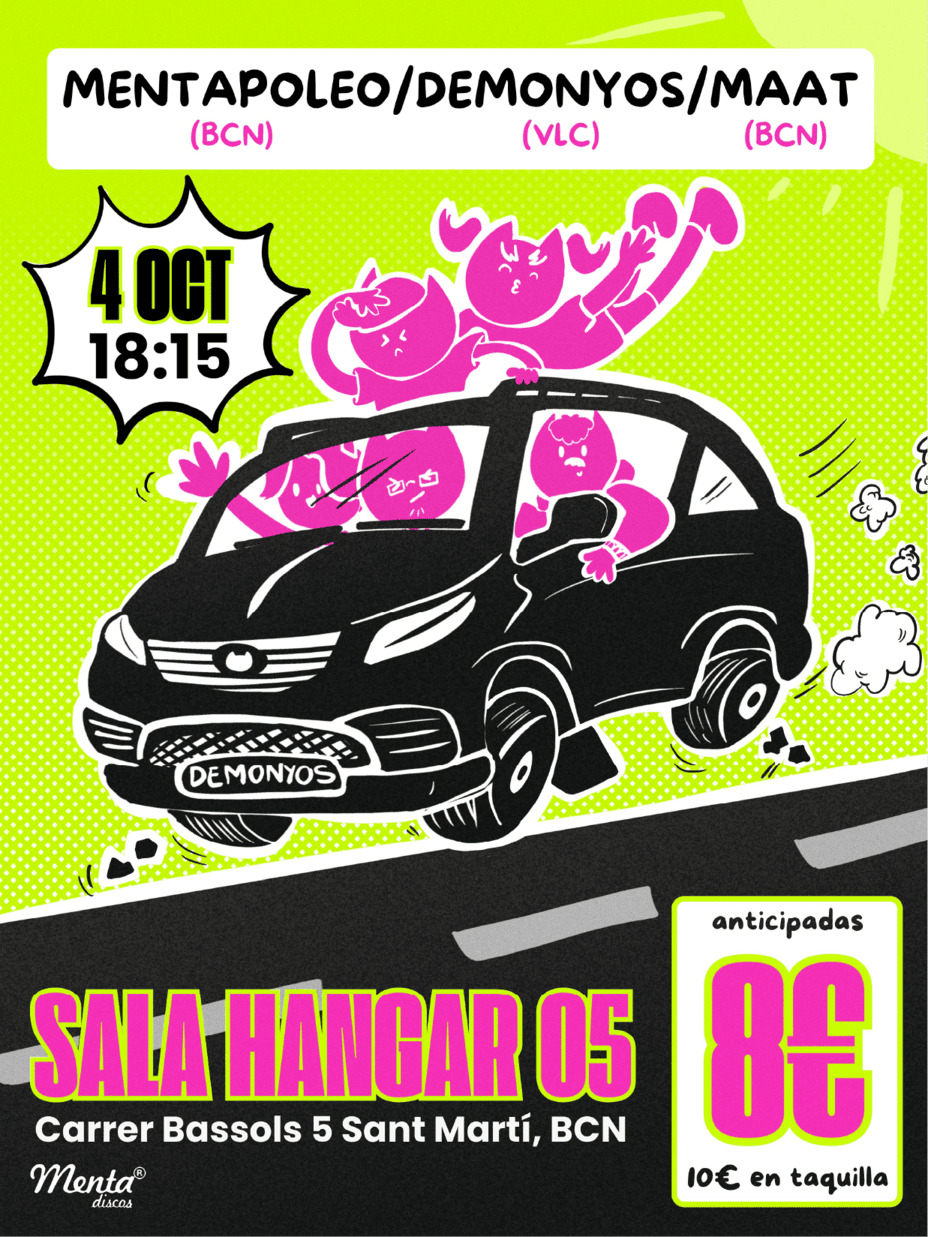 MENTAPOLEO/DEMONYOS/MAAT
(BCN) (VLC) (BCN)
4 OCT
18:15
DEMONYOS
anticipadas
8€
10€ en taquilla
SALA HANGAR 05
Carrer Bassols 5 Sant Martí, BCN
Menta®
discos